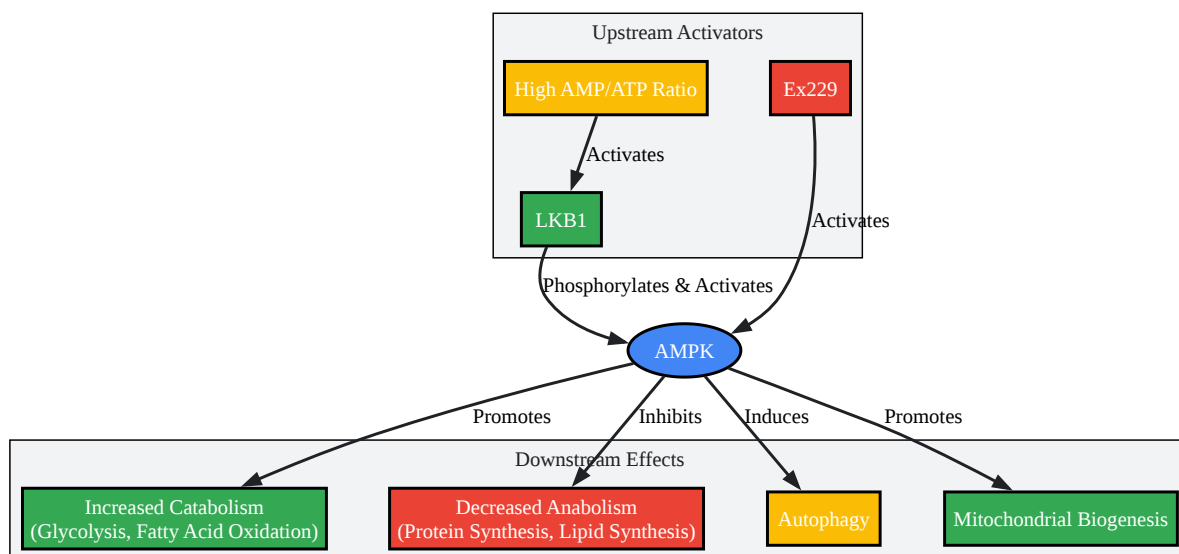 Upstream Activators
High AMP/ATP Ratio
Ex229
Activates
LKB1
Activates
Phosphorylates & Activates
AMPK
Promotes
Inhibits
Induces
Promotes
Downstream Effects
Increased Catabolism
(Glycolysis, Fatty Acid Oxidation)
Decreased Anabolism
(Protein Synthesis, Lipid Synthesis)
Autophagy
Mitochondrial Biogenesis